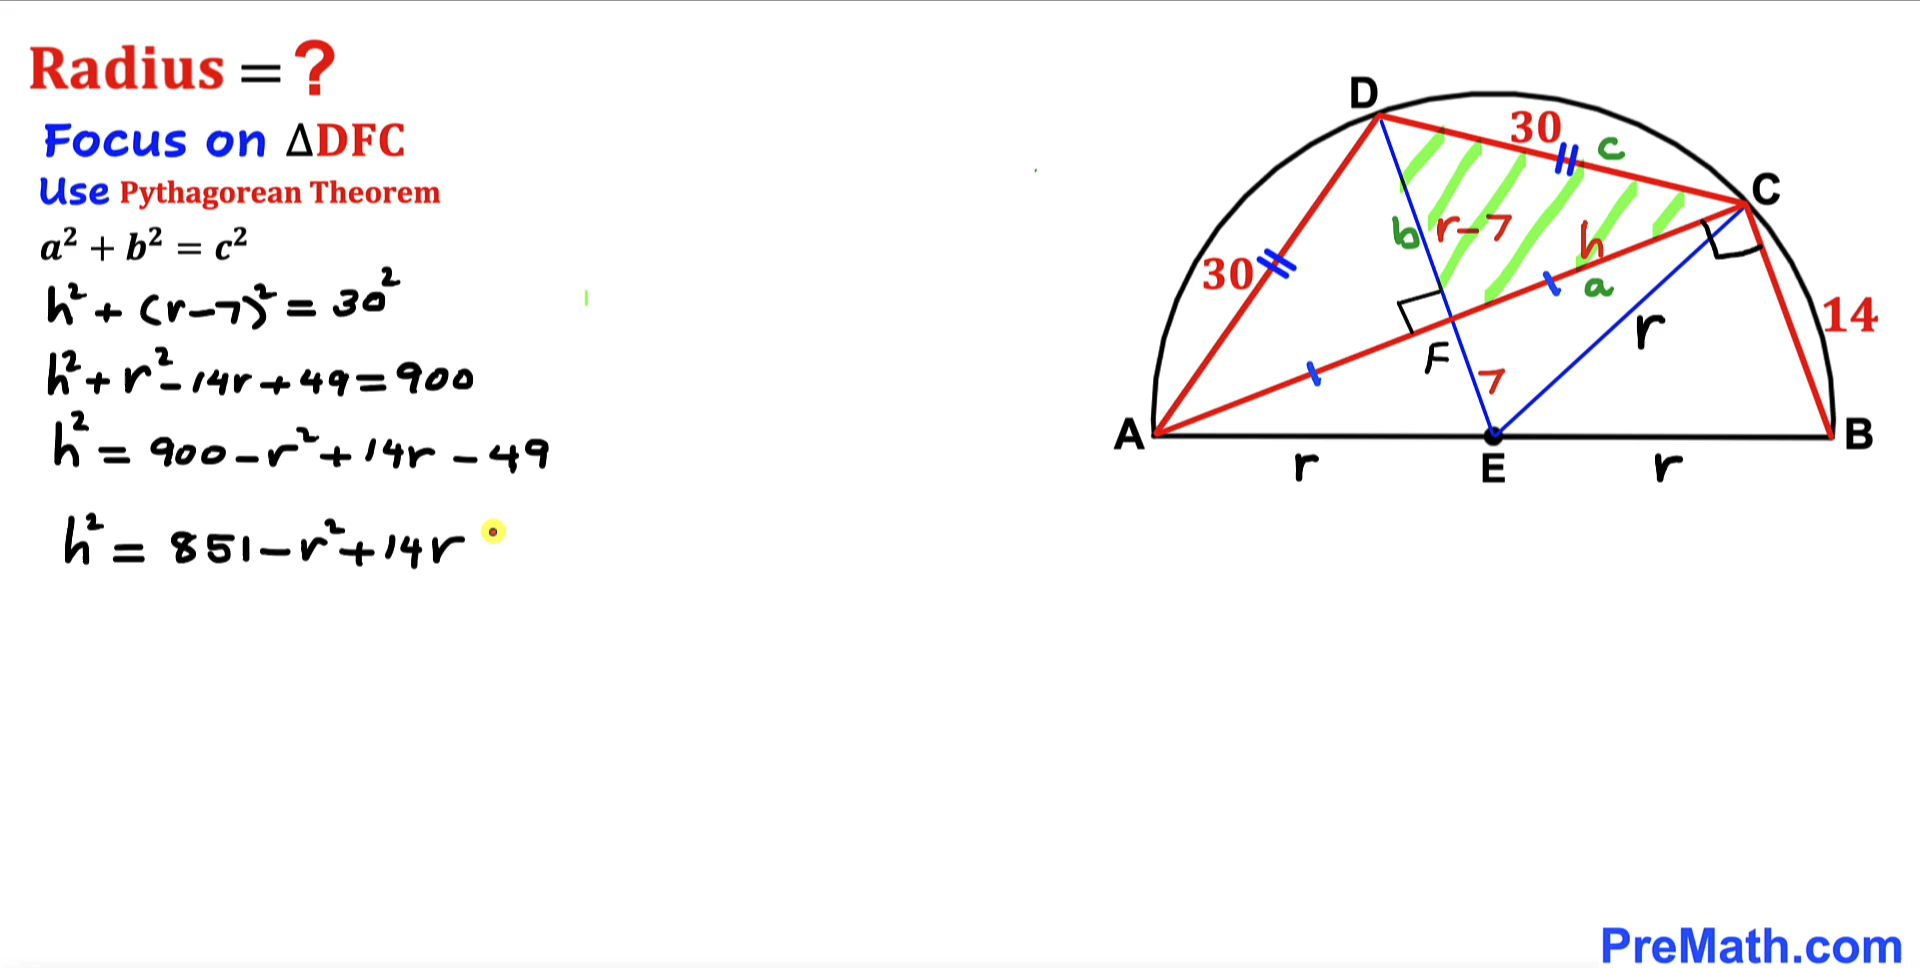 Radius = ?
Focus on ΔDFC
Use Pythagorean Theorem
a² + b² = c²
h² + (r-7)² = 30²
h² + r² - 14r + 49 = 900
h² = 900 - r² + 14r - 49
h² = 851 - r² + 14r
D
30
c
C
b
r-7
h
30
a
14
r
F
7
A
B
r
E
r
PreMath.com